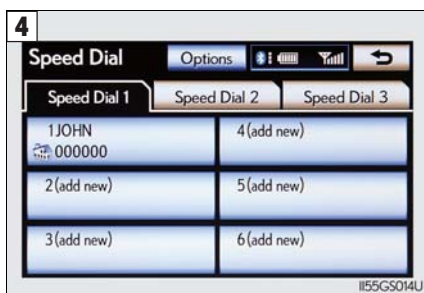 4
Speed Dial Options
Speed Dial 1 Speed Dial 2 Speed Dial 3
1JOHN
000000
4(add new)
2(add new)
5(add new)
3(add new)
6(add new)
II55GS014U